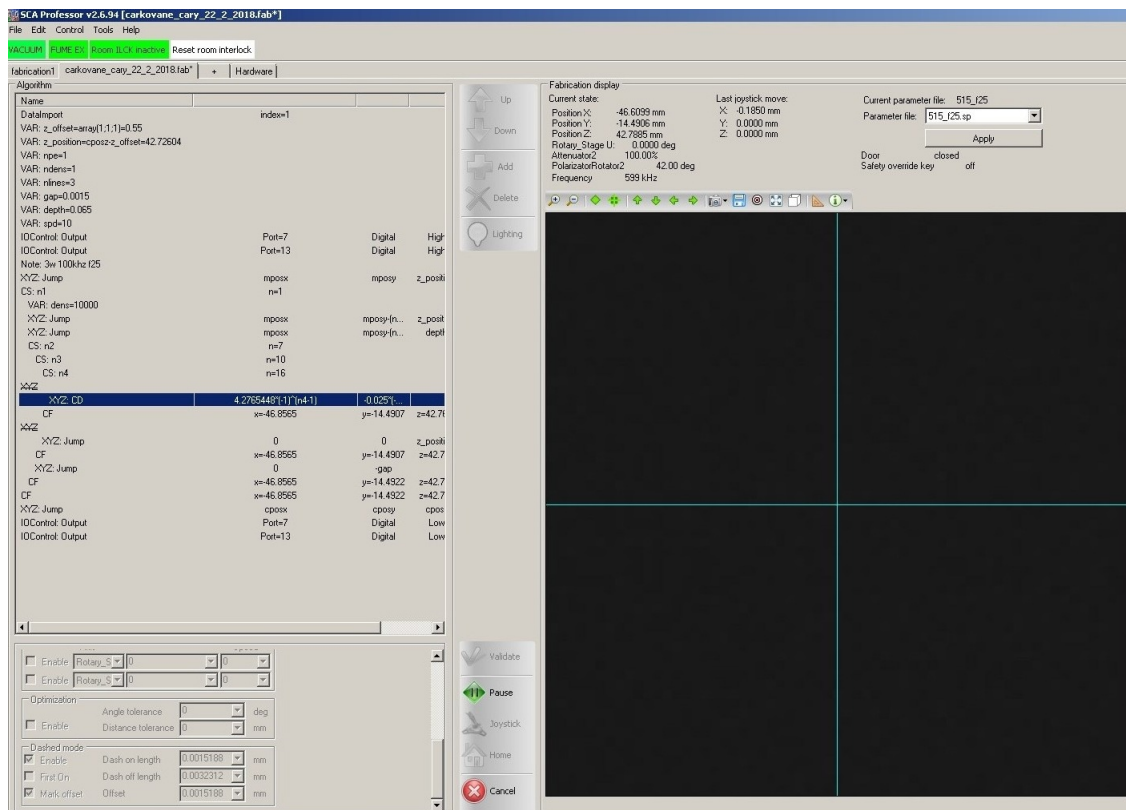 SCA Professor v2.6.94 [carkovane_cary_22_2_2018.fab*]
File Edit Control Tools Help
VACUUM FUME EX Room ILCK inactive Reset room interlock
fabrication1 carkovane_cary_22_2_2018.fab* + Hardware
Algorithm
Name
DataImport index=1
VAR: z_offset=array[1;1;1]=0.55
VAR: z_position=cposz-z_offset=42.72604
VAR: npe=1
VAR: ndens=1
VAR: nlines=3
VAR: gap=0.0015
VAR: depth=0.065
VAR: spd=10
IOControl: Output Port=7 Digital High
IOControl: Output Port=13 Digital High
Note: 3w 100khz f25
XYZ: Jump mposx mposy z_positi
CS: n1 n=1
VAR: dens=10000
XYZ: Jump mposx mposy-(n... z_posit
XYZ: Jump mposx mposy-(n... depth
CS: n2 n=7
CS: n3 n=10
CS: n4 n=16
XYZ
XYZ: CD 4.2765448*(-1)^(n4-1) -0.025*(-...
CF x=-46.8565 y=-14.4907 z=42.76
XYZ
XYZ: Jump 0 0 z_positi
CF x=-46.8565 y=-14.4907 z=42.7
XYZ: Jump 0 -gap
CF x=-46.8565 y=-14.4922 z=42.7
CF x=-46.8565 y=-14.4922 z=42.7
XYZ: Jump cposx cposy cpos
IOControl: Output Port=7 Digital Low
IOControl: Output Port=13 Digital Low
Up
Down
Add
Delete
Lighting
Fabrication display
Current state:
Position X: -46.6099 mm
Position Y: -14.4906 mm
Position Z: 42.7885 mm
Rotary_Stage U: 0.0000 deg
Attenuator2 100.00%
PolarizatorRotator2 42.00 deg
Frequency 599 kHz
Last joystick move:
X: -0.1850 mm
Y: 0.0000 mm
Z: 0.0000 mm
Current parameter file: 515_f25
Parameter file: 515_f25.sp
Apply
Door closed
Safety override key off
Enable Rotary_S 0 0
Enable Rotary_S 0 0
Optimization
Angle tolerance 0 deg
Enable Distance tolerance 0 mm
Dashed mode
Enable Dash on length 0.0015188 mm
First On Dash off length 0.0032312 mm
Mark offset Offset 0.0015188 mm
Validate
Pause
Joystick
Home
Cancel